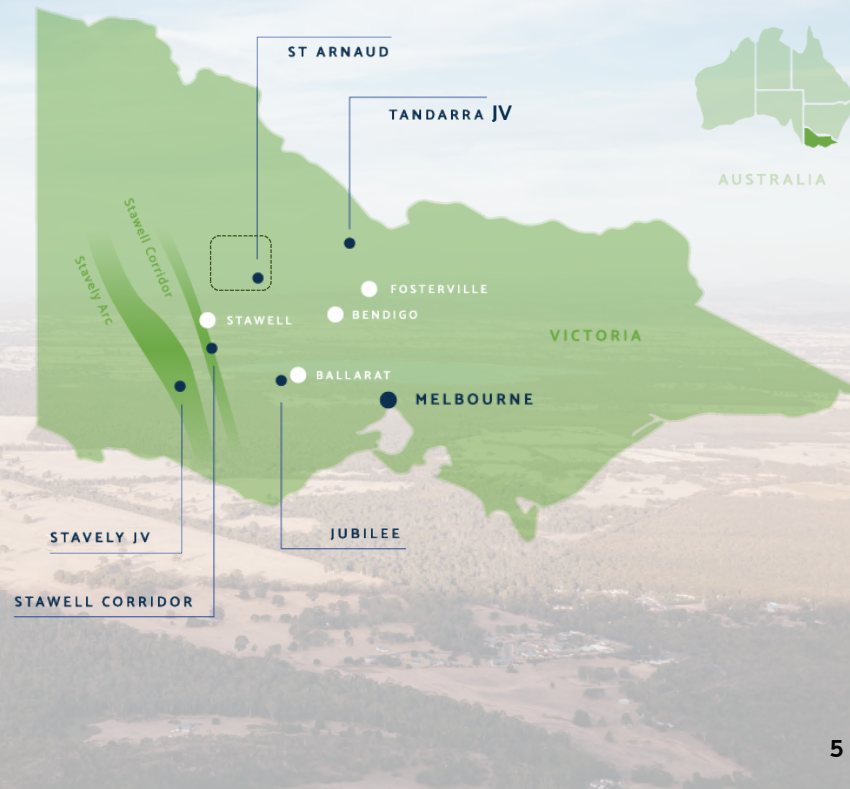 ST ARNAUD
TANDARRA JV
AUSTRALIA
Stawell Corridor
Stavely Arc
FOSTERVILLE
STAWELL
BENDIGO
VICTORIA
BALLARAT
MELBOURNE
STAVELY JV
JUBILEE
STAWELL CORRIDOR
5